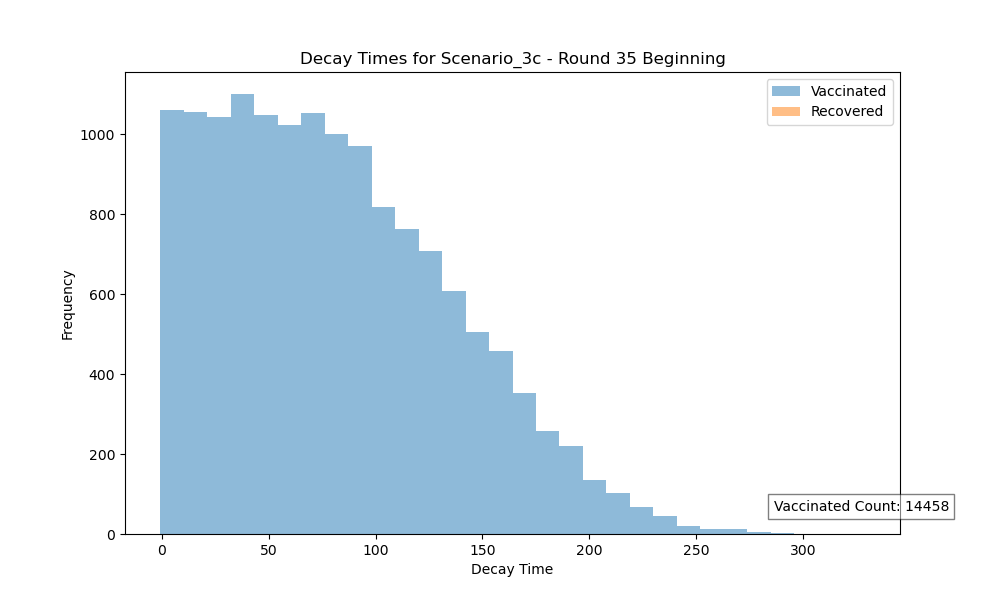 Decay Times for Scenario_3c - Round 35 Beginning
Vaccinated
Recovered
1000
800
600
400
200
0
Frequency
Vaccinated Count: 14458
0 50 100 150 200 250 300
Decay Time